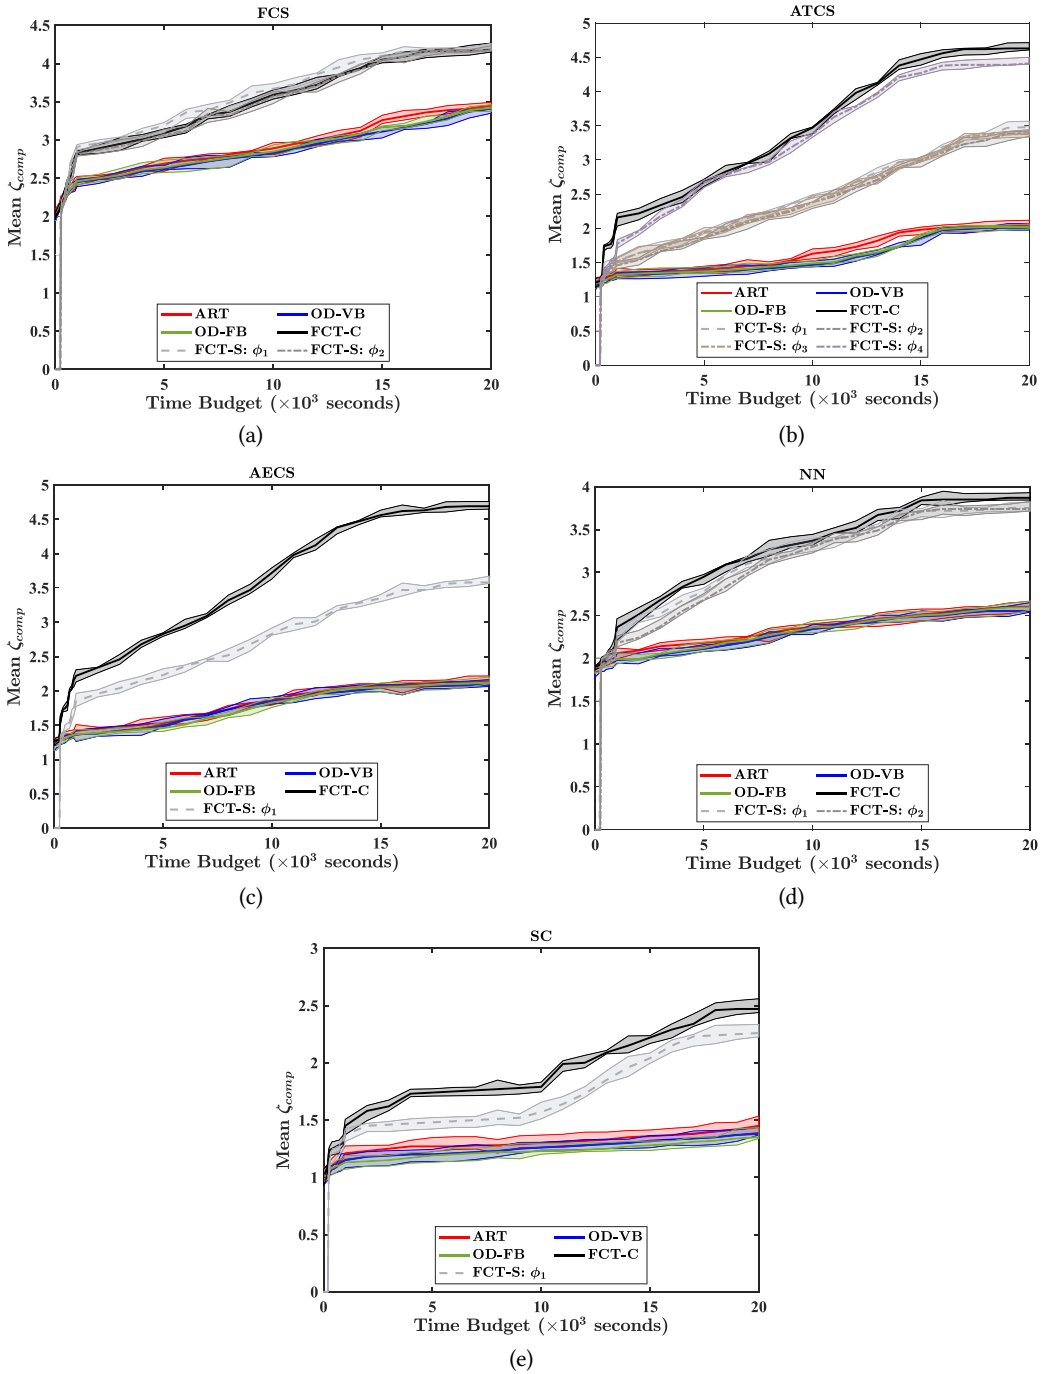 FCS
4.5
4
3.5
3
2.5
2
1.5
1
0.5
0
Mean ζcomp
ART OD-VB
OD-FB FCT-C
FCT-S: ϕ1 FCT-S: ϕ2
0 5 10 15 20
Time Budget (×10³ seconds)
(a)
ATCS
5
4.5
4
3.5
3
2.5
2
1.5
1
0.5
0
Mean ζcomp
ART OD-VB
OD-FB FCT-C
FCT-S: ϕ1 FCT-S: ϕ2
FCT-S: ϕ3 FCT-S: ϕ4
0 5 10 15 20
Time Budget (×10³ seconds)
(b)
AECS
5
4.5
4
3.5
3
2.5
2
1.5
1
0.5
0
Mean ζcomp
ART OD-VB
OD-FB FCT-C
FCT-S: ϕ1
0 5 10 15 20
Time Budget (×10³ seconds)
(c)
NN
4
3.5
3
2.5
2
1.5
1
0.5
0
Mean ζcomp
ART OD-VB
OD-FB FCT-C
FCT-S: ϕ1 FCT-S: ϕ2
0 5 10 15 20
Time Budget (×10³ seconds)
(d)
SC
3
2.5
2
1.5
1
0.5
0
Mean ζcomp
ART OD-VB
OD-FB FCT-C
FCT-S: ϕ1
0 5 10 15 20
Time Budget (×10³ seconds)
(e)